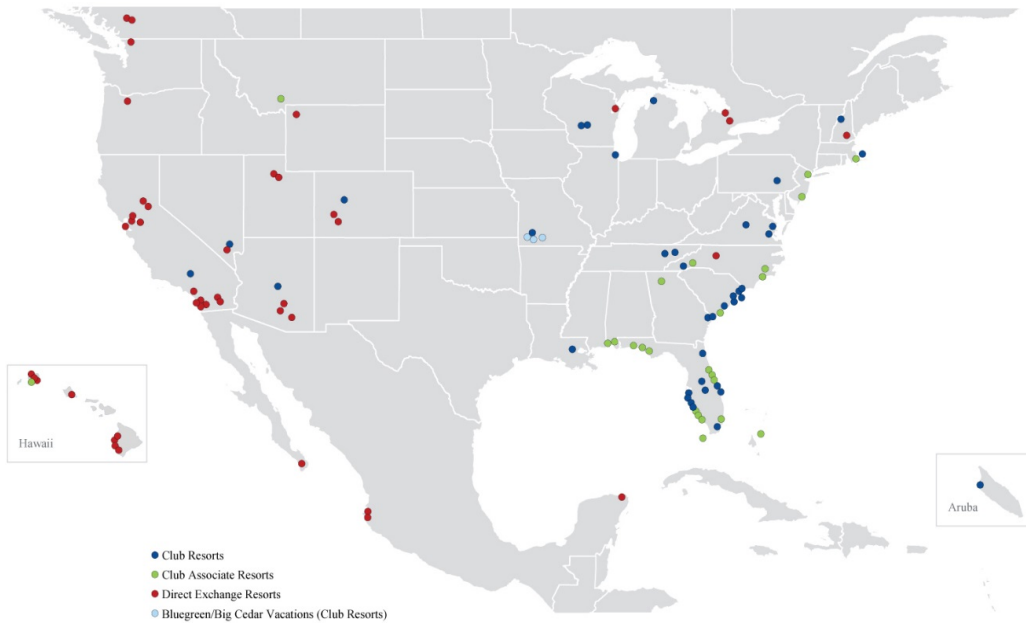 Hawaii
Aruba
Club Resorts
Club Associate Resorts
Direct Exchange Resorts
Bluegreen/Big Cedar Vacations (Club Resorts)